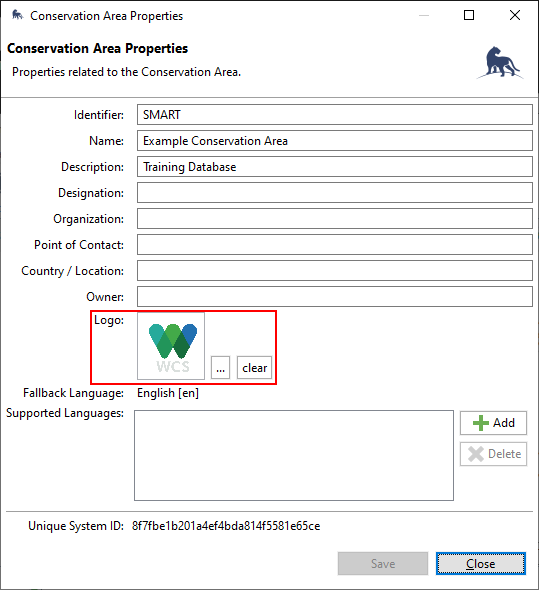 Conservation Area Properties
Conservation Area Properties
Properties related to the Conservation Area.
Identifier: SMART
Name: Example Conservation Area
Description: Training Database
Designation:
Organization:
Point of Contact:
Country / Location:
Owner:
Logo:
WCS
... clear
Fallback Language: English [en]
Supported Languages:
Add
Delete
Unique System ID: 8f7fbe1b201a4ef4bda814f5581e65ce
Save Close